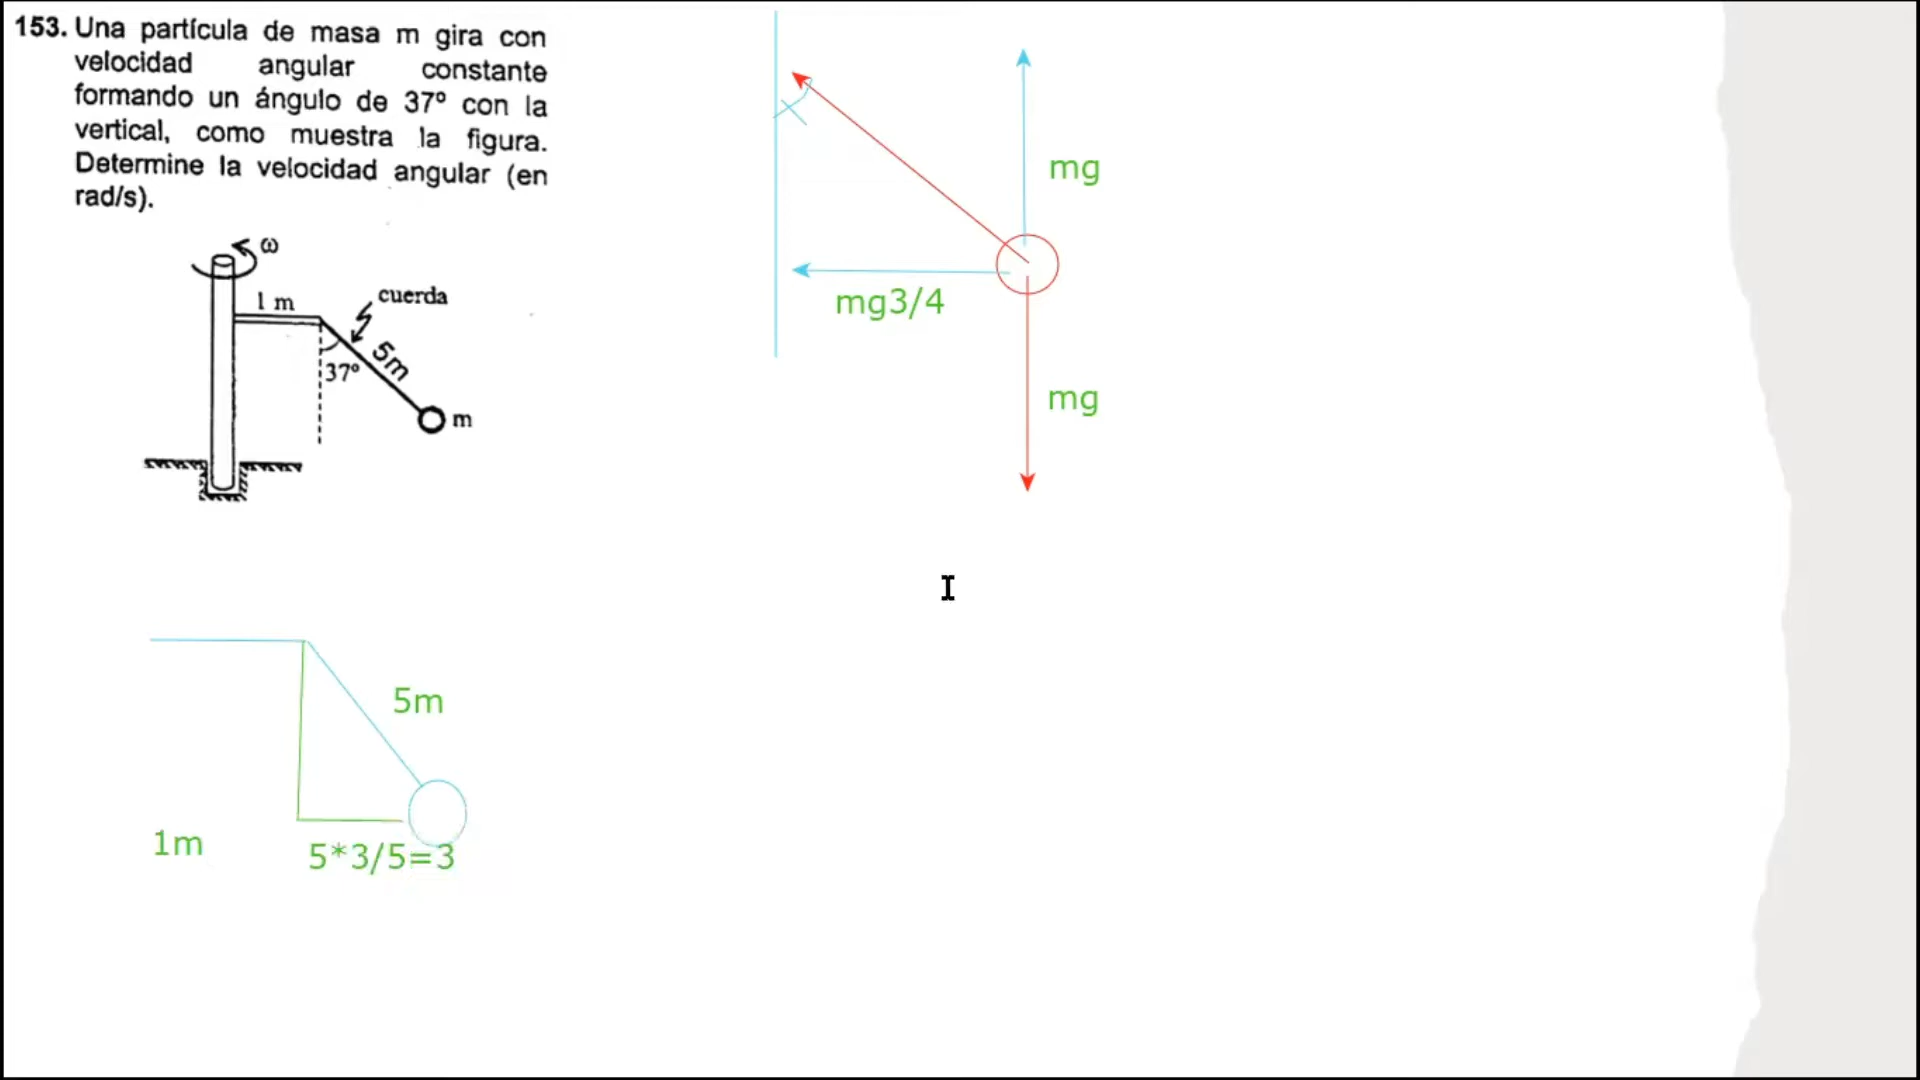 153. Una partícula de masa m gira con
velocidad angular constante
formando un ángulo de 37º con la
vertical, como muestra la figura.
Determine la velocidad angular (en
rad/s).
ω
1 m
cuerda
5m
37º
m
mg
mg3/4
mg
5m
1m
5*3/5=3